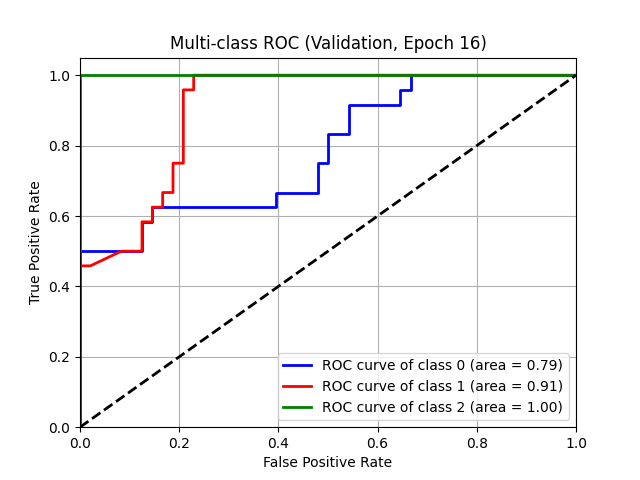 Multi-class ROC (Validation, Epoch 16)
True Positive Rate
1.0
0.8
0.6
0.4
0.2
0.0
ROC curve of class 0 (area = 0.79)
ROC curve of class 1 (area = 0.91)
ROC curve of class 2 (area = 1.00)
0.0 0.2 0.4 0.6 0.8 1.0
False Positive Rate